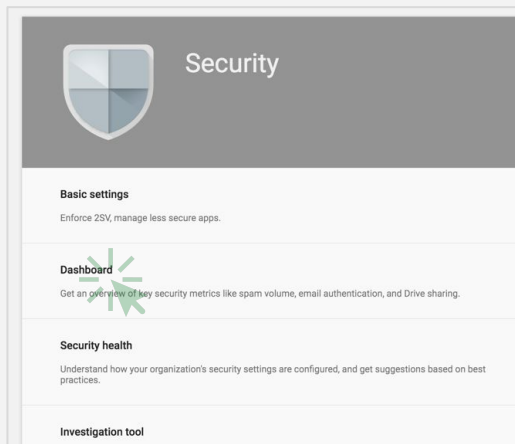 Security
Basic settings
Enforce 2SV, manage less secure apps.
Dashboard
Get an overview of key security metrics like spam volume, email authentication, and Drive sharing.
Security health
Understand how your organization's security settings are configured, and get suggestions based on best
practices.
Investigation tool